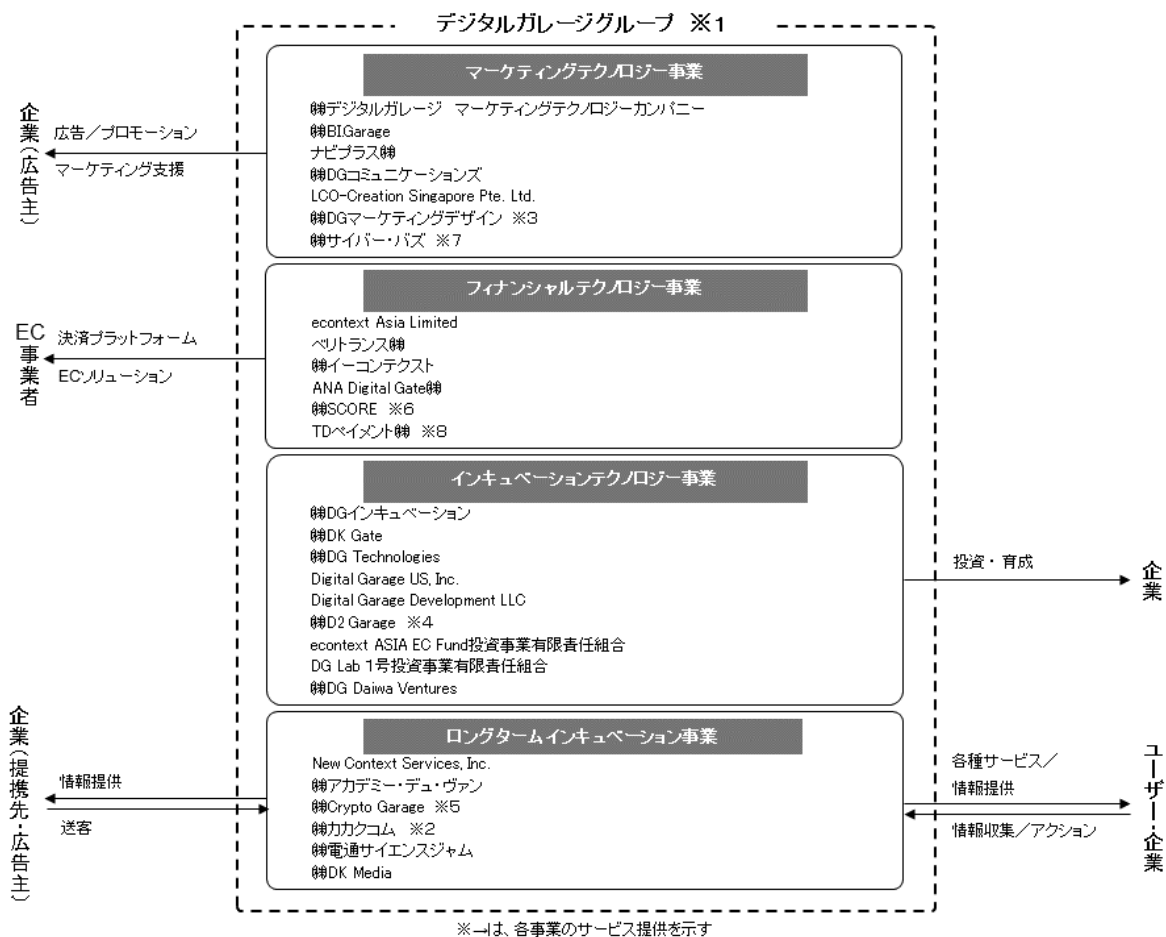 デジタルガレージグループ ※1
マーケティングテクノロジー事業
㈱デジタルガレージ マーケティングテクノロジーカンパニー
㈱BI.Garage
ナビプラス㈱
㈱DGコミュニケーションズ
LCO-Creation Singapore Pte. Ltd.
㈱DGマーケティングデザイン ※3
㈱サイバー・バズ ※7
企業(広告主)
広告/プロモーション
マーケティング支援
フィナンシャルテクノロジー事業
econtext Asia Limited
ベリトランス㈱
㈱イーコンテクスト
ANA Digital Gate㈱
㈱SCORE ※6
TDペイメント㈱ ※8
EC事業者
決済プラットフォーム
ECソリューション
インキュベーションテクノロジー事業
㈱DGインキュベーション
㈱DK Gate
㈱DG Technologies
Digital Garage US, Inc.
Digital Garage Development LLC
㈱D2 Garage ※4
econtext ASIA EC Fund投資事業有限責任組合
DG Lab 1号投資事業有限責任組合
㈱DG Daiwa Ventures
投資・育成
企業
ロングタームインキュベーション事業
New Context Services, Inc.
㈱アカデミー・デュ・ヴァン
㈱Crypto Garage ※5
㈱カカクコム ※2
㈱電通サイエンスジャム
㈱DK Media
企業(提携先・広告主)
情報提供
送客
各種サービス/
情報提供
情報収集/アクション
ユーザー・企業
※→は、各事業のサービス提供を示す